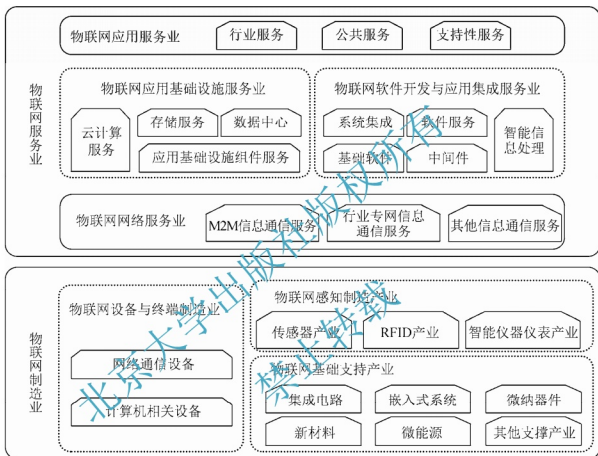 物联网应用服务业
行业服务
公共服务
支持性服务
物联网服务业
物联网应用基础设施服务业
云计算
服务
存储服务
数据中心
应用基础设施组件服务
物联网软件开发与应用集成服务业
系统集成
软件服务
基础软件
中间件
智能信
息处理
物联网网络服务业
M2M信息通信服务
行业专网信息
通信服务
其他信息通信服务
物联网制造业
物联网设备与终端制造业
网络通信设备
计算机相关设备
物联网感知制造产业
传感器产业
RFID产业
智能仪器仪表产业
物联网基础支持产业
集成电路
嵌入式系统
微纳器件
新材料
微能源
其他支撑产业
北京大学出版社版权所有
禁止转载